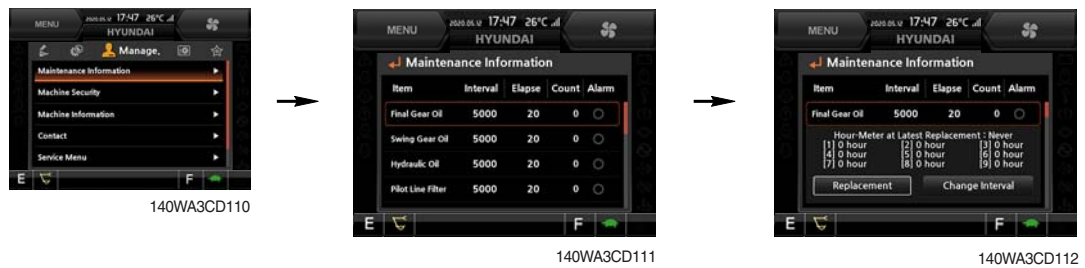 MENU
2020.05.12 17:47 26°C
HYUNDAI
Manage.
Maintenance Information
Machine Security
Machine Information
Contact
Service Menu
E F
140WA3CD110
MENU
2020.05.12 17:47 26°C
HYUNDAI
Maintenance Information
Item Interval Elapse Count Alarm
Final Gear Oil 5000 20 0
Swing Gear Oil 5000 20 0
Hydraulic Oil 5000 20 0
Pilot Line Filter 5000 20 0
E F
140WA3CD111
MENU
2020.05.12 17:47 26°C
HYUNDAI
Maintenance Information
Item Interval Elapse Count Alarm
Final Gear Oil 5000 20 0
Hour-Meter at Latest Replacement : Never
[1] 0 hour [2] 0 hour [3] 0 hour
[4] 0 hour [5] 0 hour [6] 0 hour
[7] 0 hour [8] 0 hour [9] 0 hour
Replacement Change Interval
E F
140WA3CD112